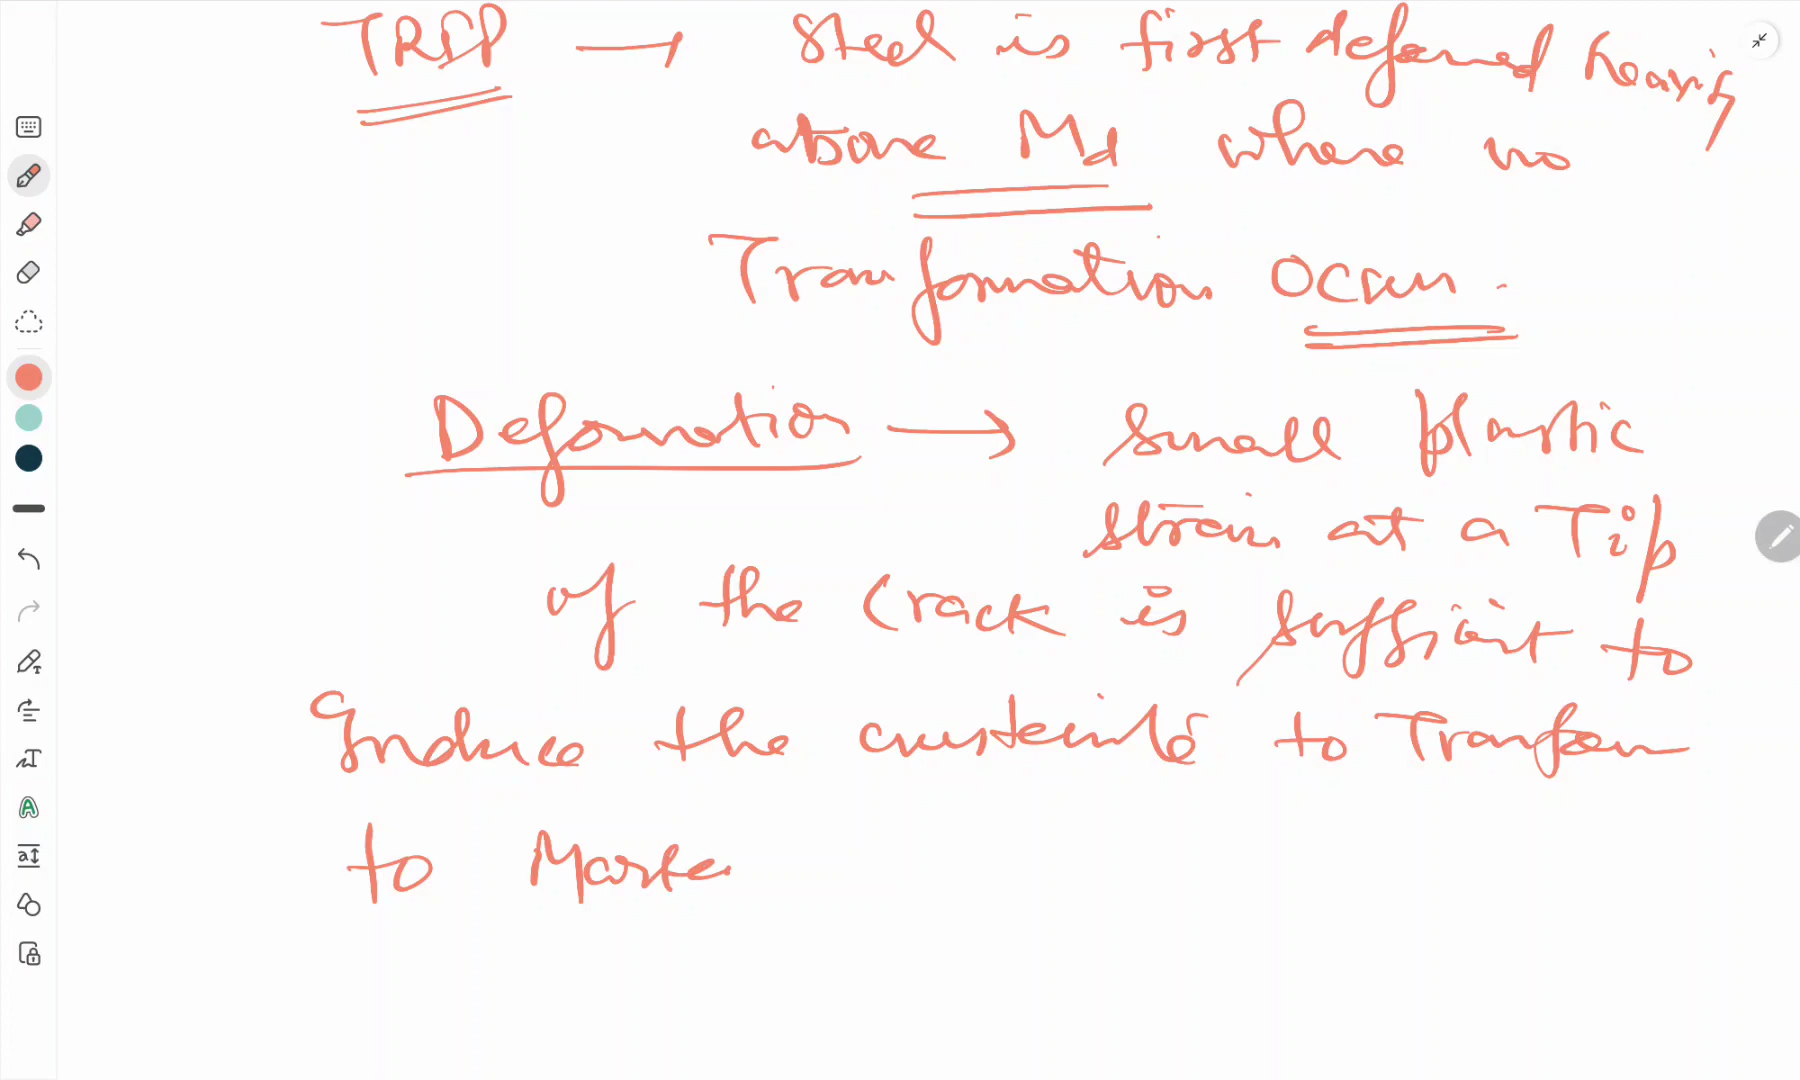 TRIP → Steel is first deformed heavily
above Md where no
Transformation occurs.
Deformation → Small plastic
strain at a Tip
of the crack is sufficient to
Induce the austenite to Transform
to Marte